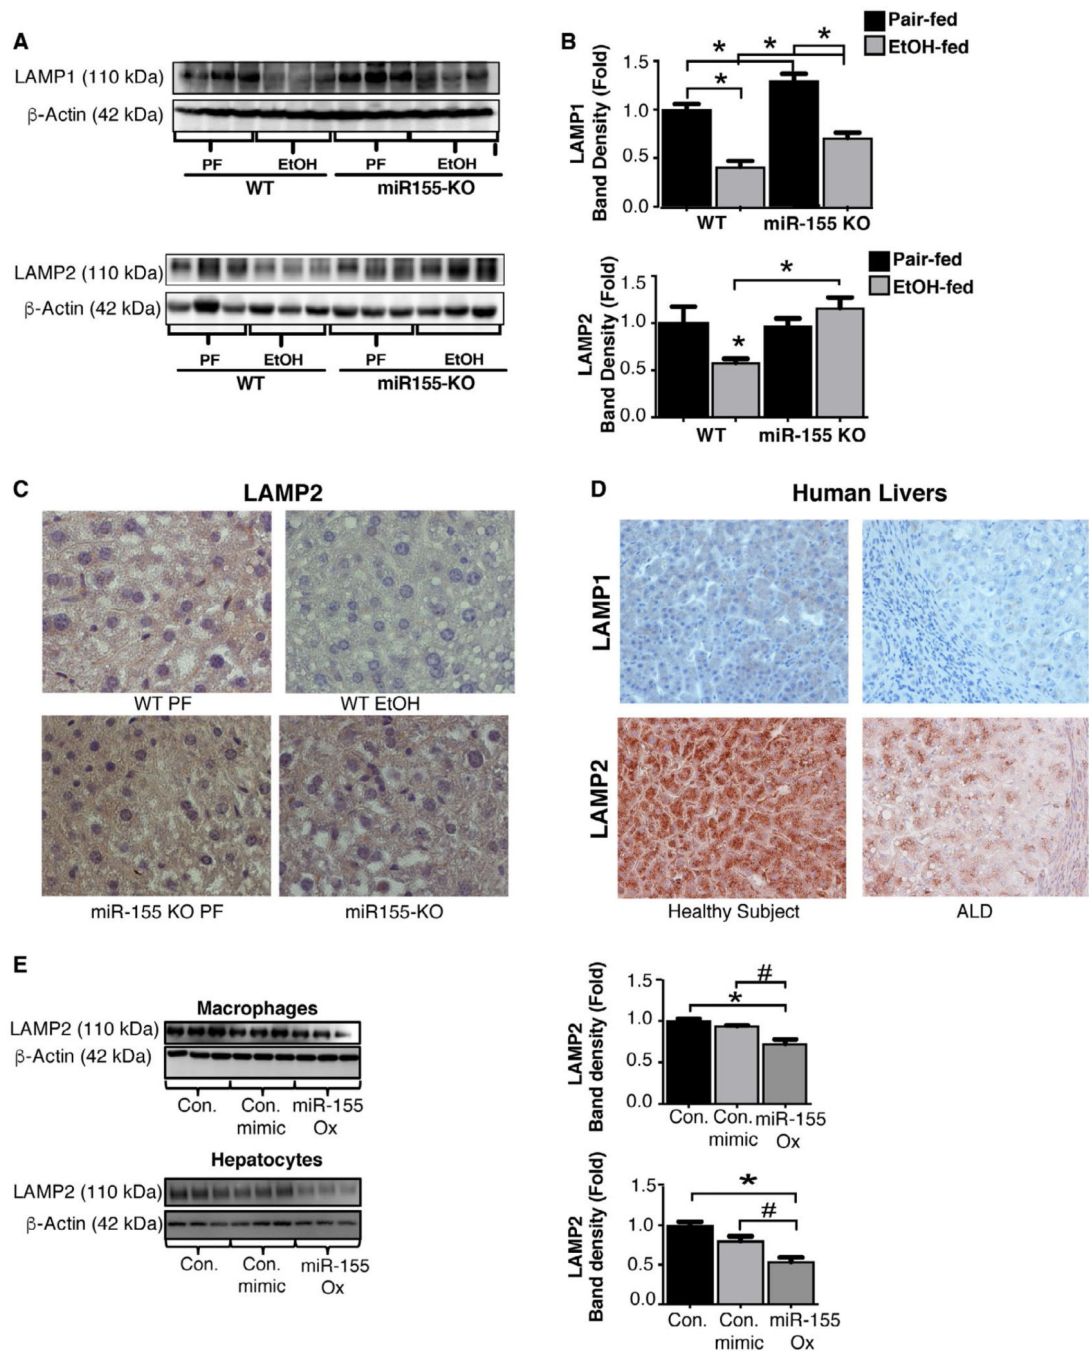 A
LAMP1 (110 kDa)
β-Actin (42 kDa)
PF EtOH PF EtOH
WT miR155-KO
LAMP2 (110 kDa)
β-Actin (42 kDa)
PF EtOH PF EtOH
WT miR155-KO
B
Pair-fed
EtOH-fed
LAMP1
Band Density (Fold)
1.5
1.0
0.5
0.0
* * * *
WT miR-155 KO
Pair-fed
EtOH-fed
LAMP2
Band Density (Fold)
1.5
1.0
0.5
0.0
* *
WT miR-155 KO
C
LAMP2
WT PF WT EtOH
miR-155 KO PF miR155-KO
D
Human Livers
LAMP1
LAMP2
Healthy Subject ALD
E
Macrophages
LAMP2 (110 kDa)
β-Actin (42 kDa)
Con. Con. miR-155
mimic Ox
Hepatocytes
LAMP2 (110 kDa)
β-Actin (42 kDa)
Con. Con. miR-155
mimic Ox
LAMP2
Band density (Fold)
1.5
1.0
0.5
0.0
#
*
Con. Con. miR-155
mimic Ox
LAMP2
Band density (Fold)
1.5
1.0
0.5
0.0
*
#
Con. Con. miR-155
mimic Ox